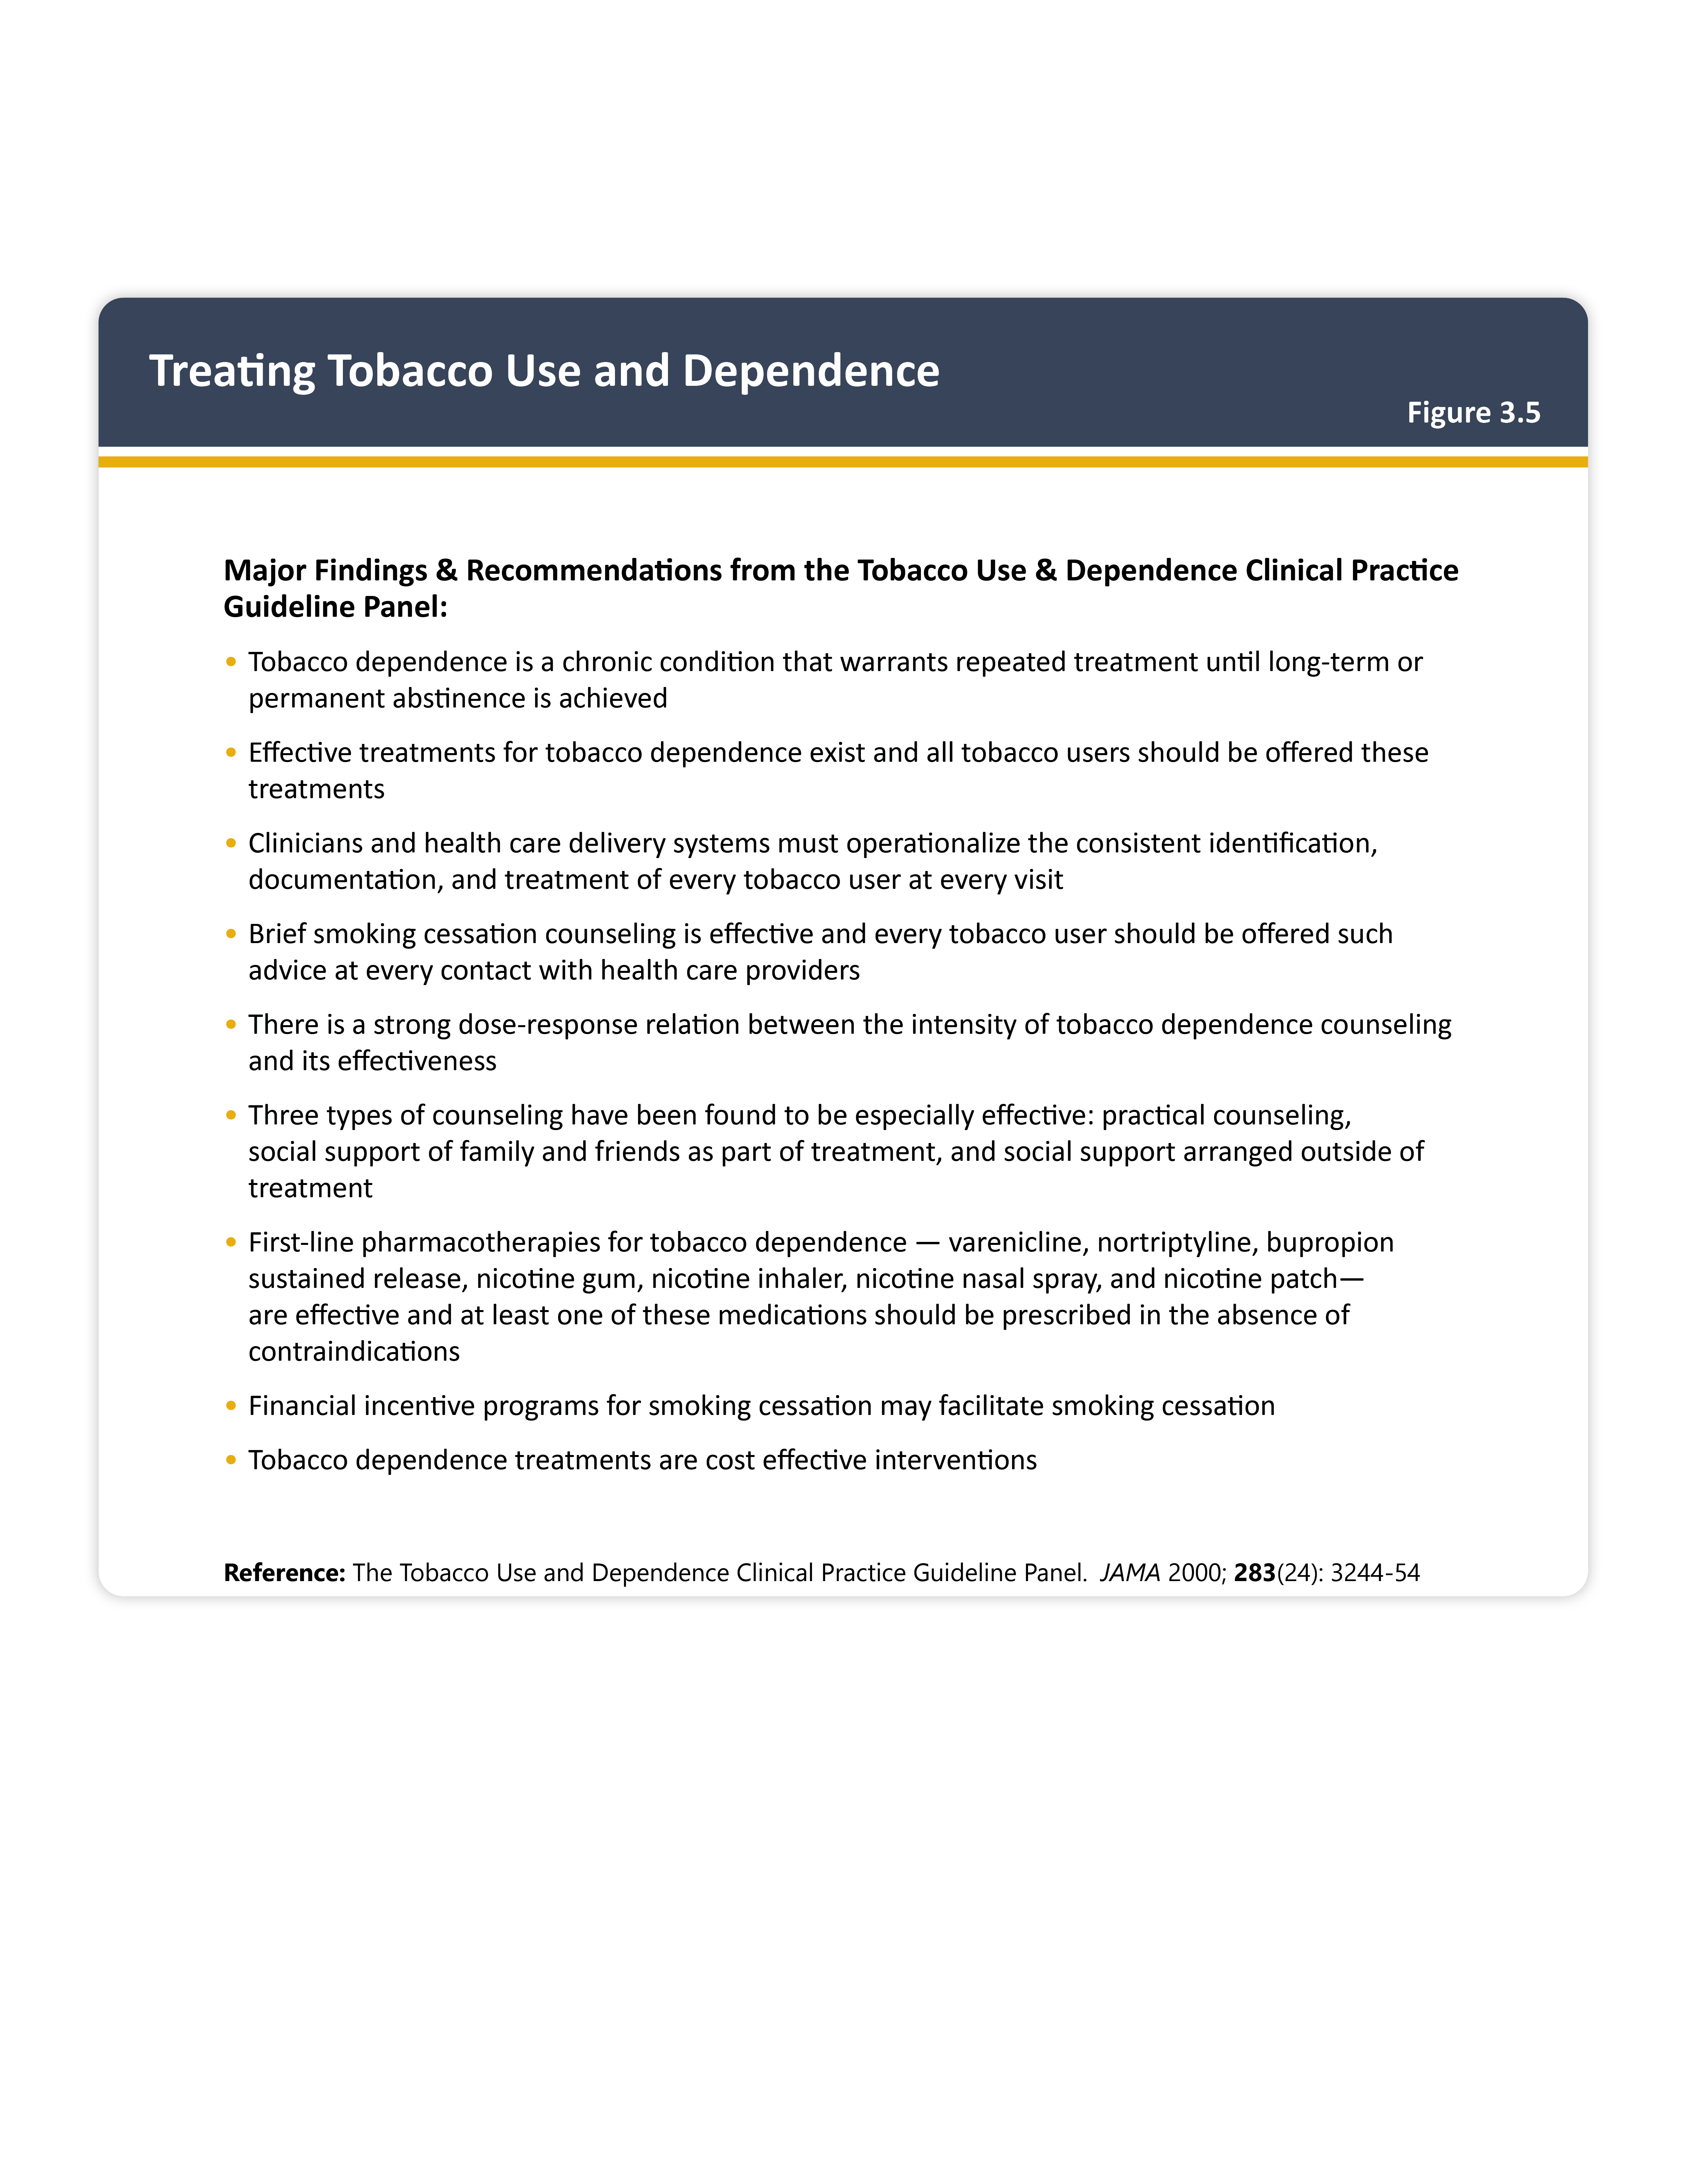 Treating Tobacco Use and Dependence
Figure 3.5
Major Findings & Recommendations from the Tobacco Use & Dependence Clinical Practice
Guideline Panel:
• Tobacco dependence is a chronic condition that warrants repeated treatment until long-term or
permanent abstinence is achieved
• Effective treatments for tobacco dependence exist and all tobacco users should be offered these
treatments
• Clinicians and health care delivery systems must operationalize the consistent identification,
documentation, and treatment of every tobacco user at every visit
• Brief smoking cessation counseling is effective and every tobacco user should be offered such
advice at every contact with health care providers
• There is a strong dose-response relation between the intensity of tobacco dependence counseling
and its effectiveness
• Three types of counseling have been found to be especially effective: practical counseling,
social support of family and friends as part of treatment, and social support arranged outside of
treatment
• First-line pharmacotherapies for tobacco dependence — varenicline, nortriptyline, bupropion
sustained release, nicotine gum, nicotine inhaler, nicotine nasal spray, and nicotine patch—
are effective and at least one of these medications should be prescribed in the absence of
contraindications
• Financial incentive programs for smoking cessation may facilitate smoking cessation
• Tobacco dependence treatments are cost effective interventions
Reference: The Tobacco Use and Dependence Clinical Practice Guideline Panel. JAMA 2000; 283(24): 3244-54